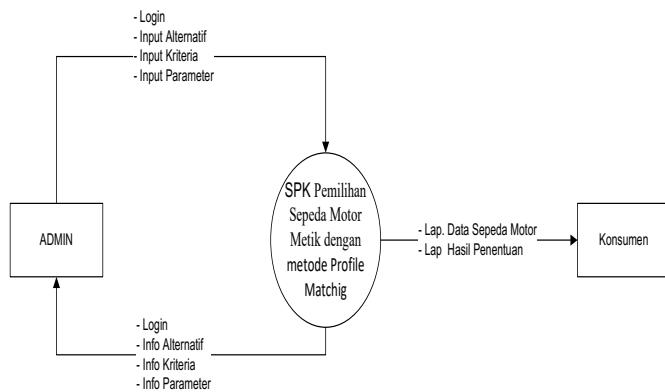 - Login
- Input Alternatif
- Input Kriteria
- Input Parameter
ADMIN
SPK Pemilihan
Sepeda Motor
Metik dengan
metode Profile
Matchig
- Lap. Data Sepeda Motor
- Lap Hasil Penentuan
Konsumen
- Login
- Info Alternatif
- Info Kriteria
- Info Parameter